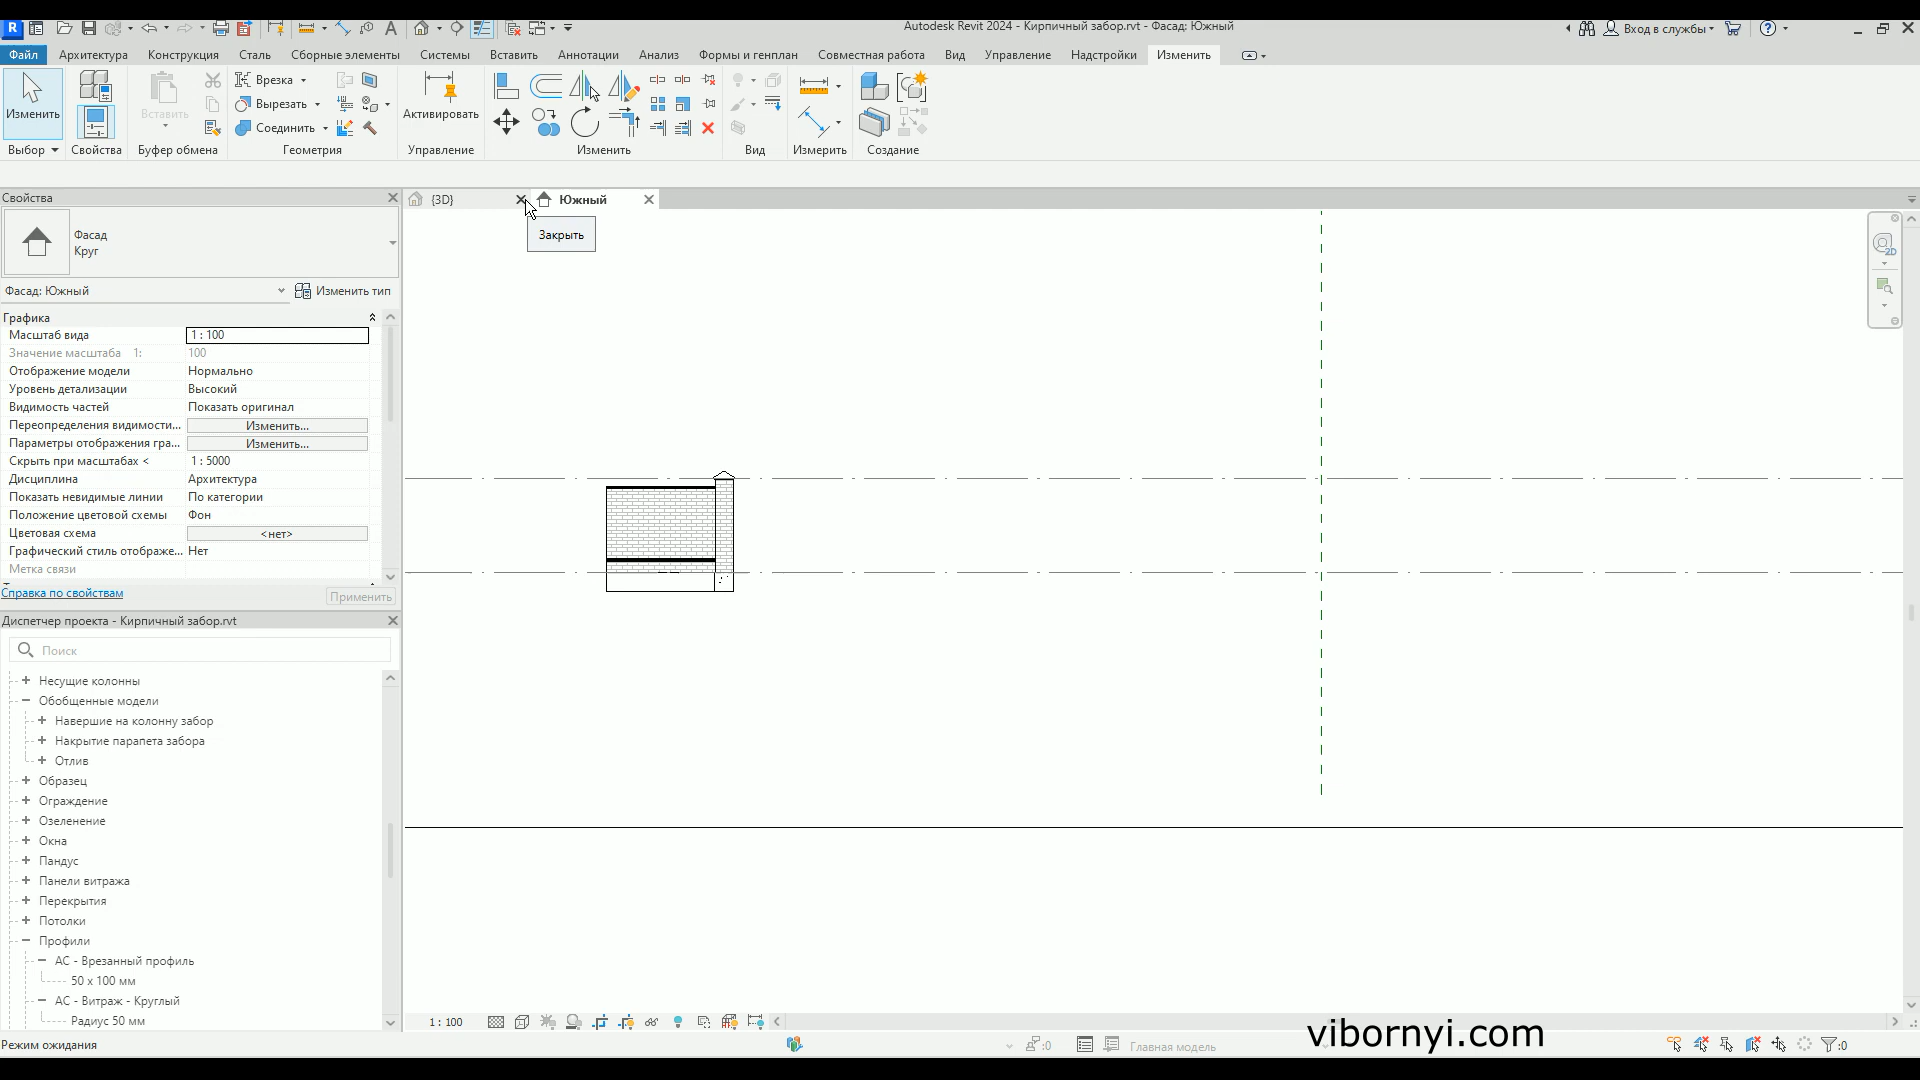 R
Autodesk Revit 2024 - Кирпичный забор.rvt - Фасад: Южный
Вход в службы
Файл Архитектура Конструкция Сталь Сборные элементы Системы Вставить Аннотации Анализ Формы и генплан Совместная работа Вид Управление Надстройки Изменить
Изменить
Вставить
Врезка
Вырезать
Соединить
Активировать
Выбор Свойства Буфер обмена Геометрия Управление Изменить Вид Измерить Создание
Свойства
{3D} Южный
Закрыть
Фасад
Круг
Фасад: Южный Изменить тип
Графика
Масштаб вида 1 : 100
Значение масштаба 1: 100
Отображение модели Нормально
Уровень детализации Высокий
Видимость частей Показать оригинал
Переопределения видимости... Изменить...
Параметры отображения гра... Изменить...
Скрыть при масштабах < 1 : 5000
Дисциплина Архитектура
Показать невидимые линии По категории
Положение цветовой схемы Фон
Цветовая схема <нет>
Графический стиль отображе... Нет
Метка связи
Справка по свойствам Применить
Диспетчер проекта - Кирпичный забор.rvt
Поиск
Несущие колонны
Обобщенные модели
Навершие на колонну забор
Накрытие парапета забора
Отлив
Образец
Ограждение
Озеленение
Окна
Пандус
Панели витража
Перекрытия
Потолки
Профили
АС - Врезанный профиль
50 x 100 мм
АС - Витраж - Круглый
Радиус 50 мм
2D
1 : 100
vibornyi.com
Режим ожидания
:0
Главная модель
:0